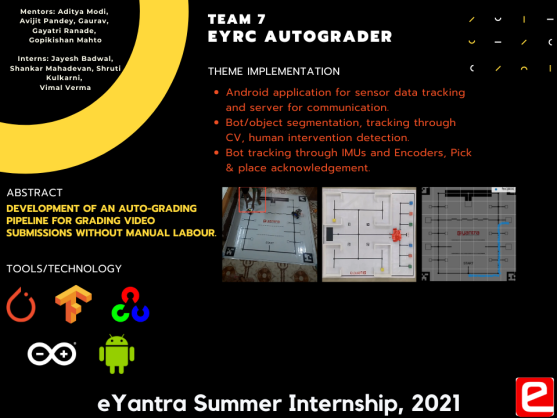 Mentors: Aditya Modi,
Avijit Pandey, Gaurav,
Gayatri Ranade,
Gopikishan Mahto
Interns: Jayesh Badwal,
Shankar Mahadevan, Shruti
Kulkarni,
Vimal Verma
TEAM 7
EYRC AUTOGRADER
THEME IMPLEMENTATION
Android application for sensor data tracking
and server for communication.
Bot/object segmentation, tracking through
CV, human intervention detection.
Bot tracking through IMUs and Encoders, Pick
& place acknowledgement.
ABSTRACT
DEVELOPMENT OF AN AUTO-GRADING
PIPELINE FOR GRADING VIDEO
SUBMISSIONS WITHOUT MANUAL LABOUR.
TOOLS/TECHNOLOGY
eYantra Summer Internship, 2021